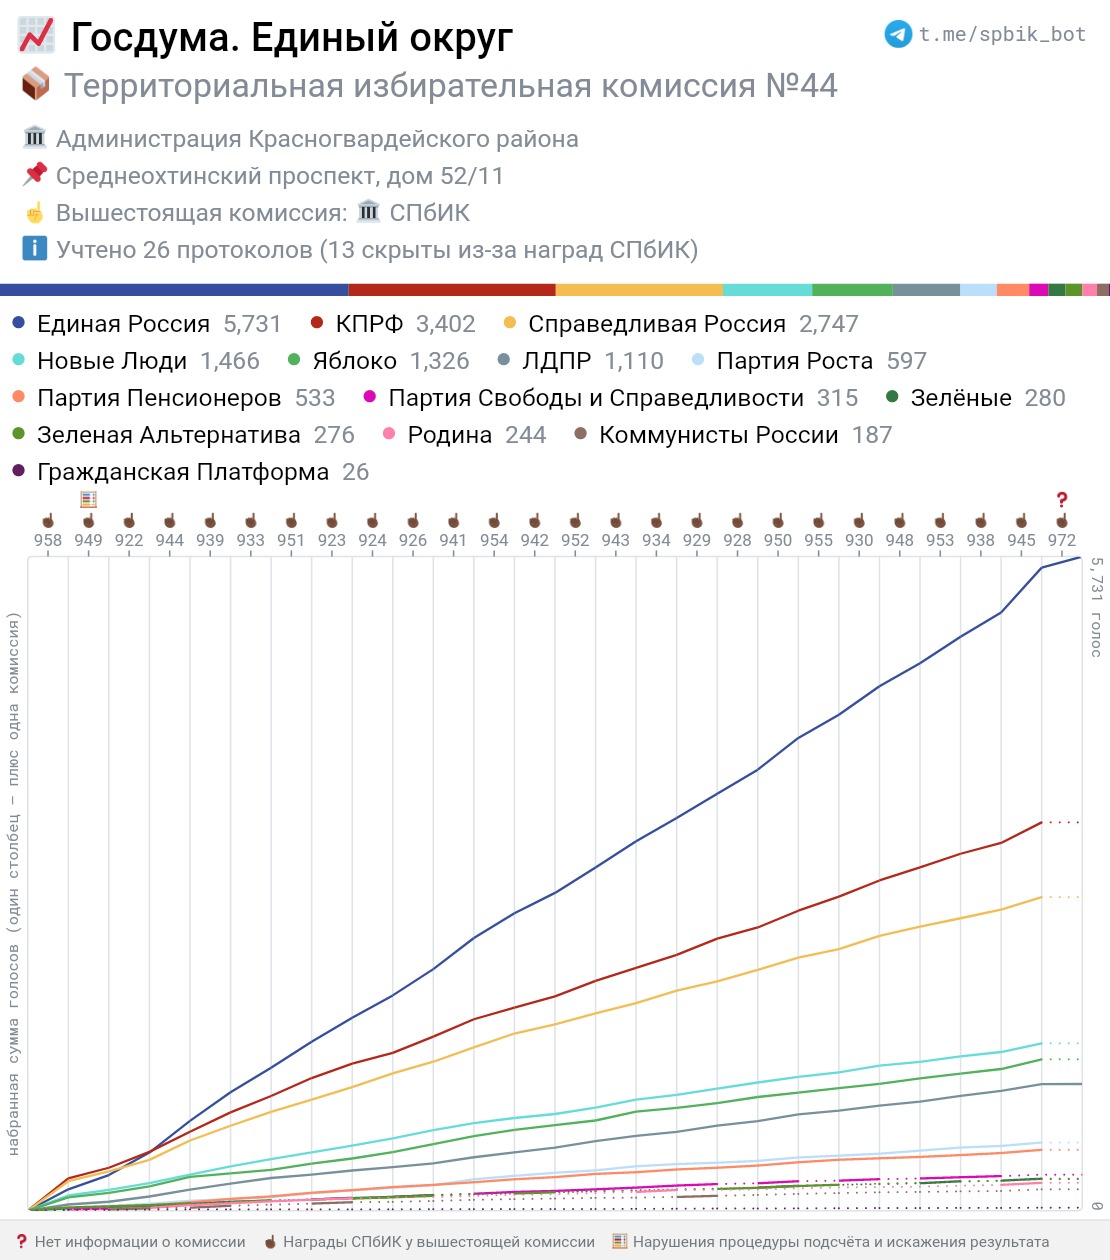 Госдума. Единый округ
t.me/spbik_bot
Территориальная избирательная комиссия №44
Администрация Красногвардейского района
Среднеохтинский проспект, дом 52/11
Вышестоящая комиссия: СПбИК
Учтено 26 протоколов (13 скрыты из-за наград СПбИК)
Единая Россия 5,731 КПРФ 3,402 Справедливая Россия 2,747
Новые Люди 1,466 Яблоко 1,326 ЛДПР 1,110 Партия Роста 597
Партия Пенсионеров 533 Партия Свободы и Справедливости 315 Зелёные 280
Зеленая Альтернатива 276 Родина 244 Коммунисты России 187
Гражданская Платформа 26
958 949 922 944 939 933 951 923 924 926 941 954 942 952 943 934 929 928 950 955 930 948 953 938 945 972
5,731 голос
набранная сумма голосов (один столбец — плюс одна комиссия)
0
Нет информации о комиссии Награды СПбИК у вышестоящей комиссии Нарушения процедуры подсчёта и искажения результата